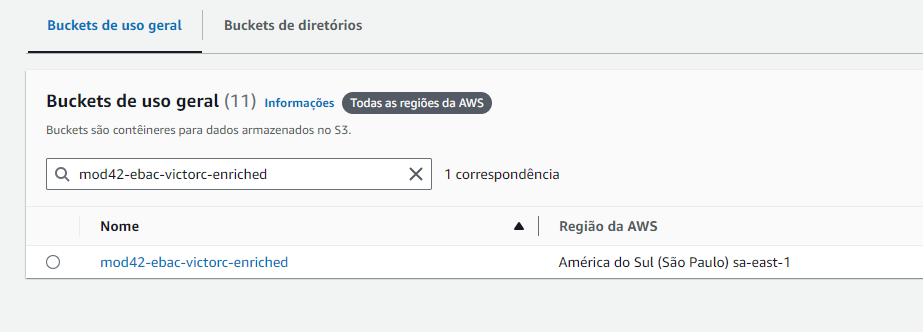 Buckets de uso geral Buckets de diretórios
Buckets de uso geral (11) Informações Todas as regiões da AWS
Buckets são contêineres para dados armazenados no S3.
mod42-ebac-victorc-enriched 1 correspondência
Nome Região da AWS
mod42-ebac-victorc-enriched América do Sul (São Paulo) sa-east-1